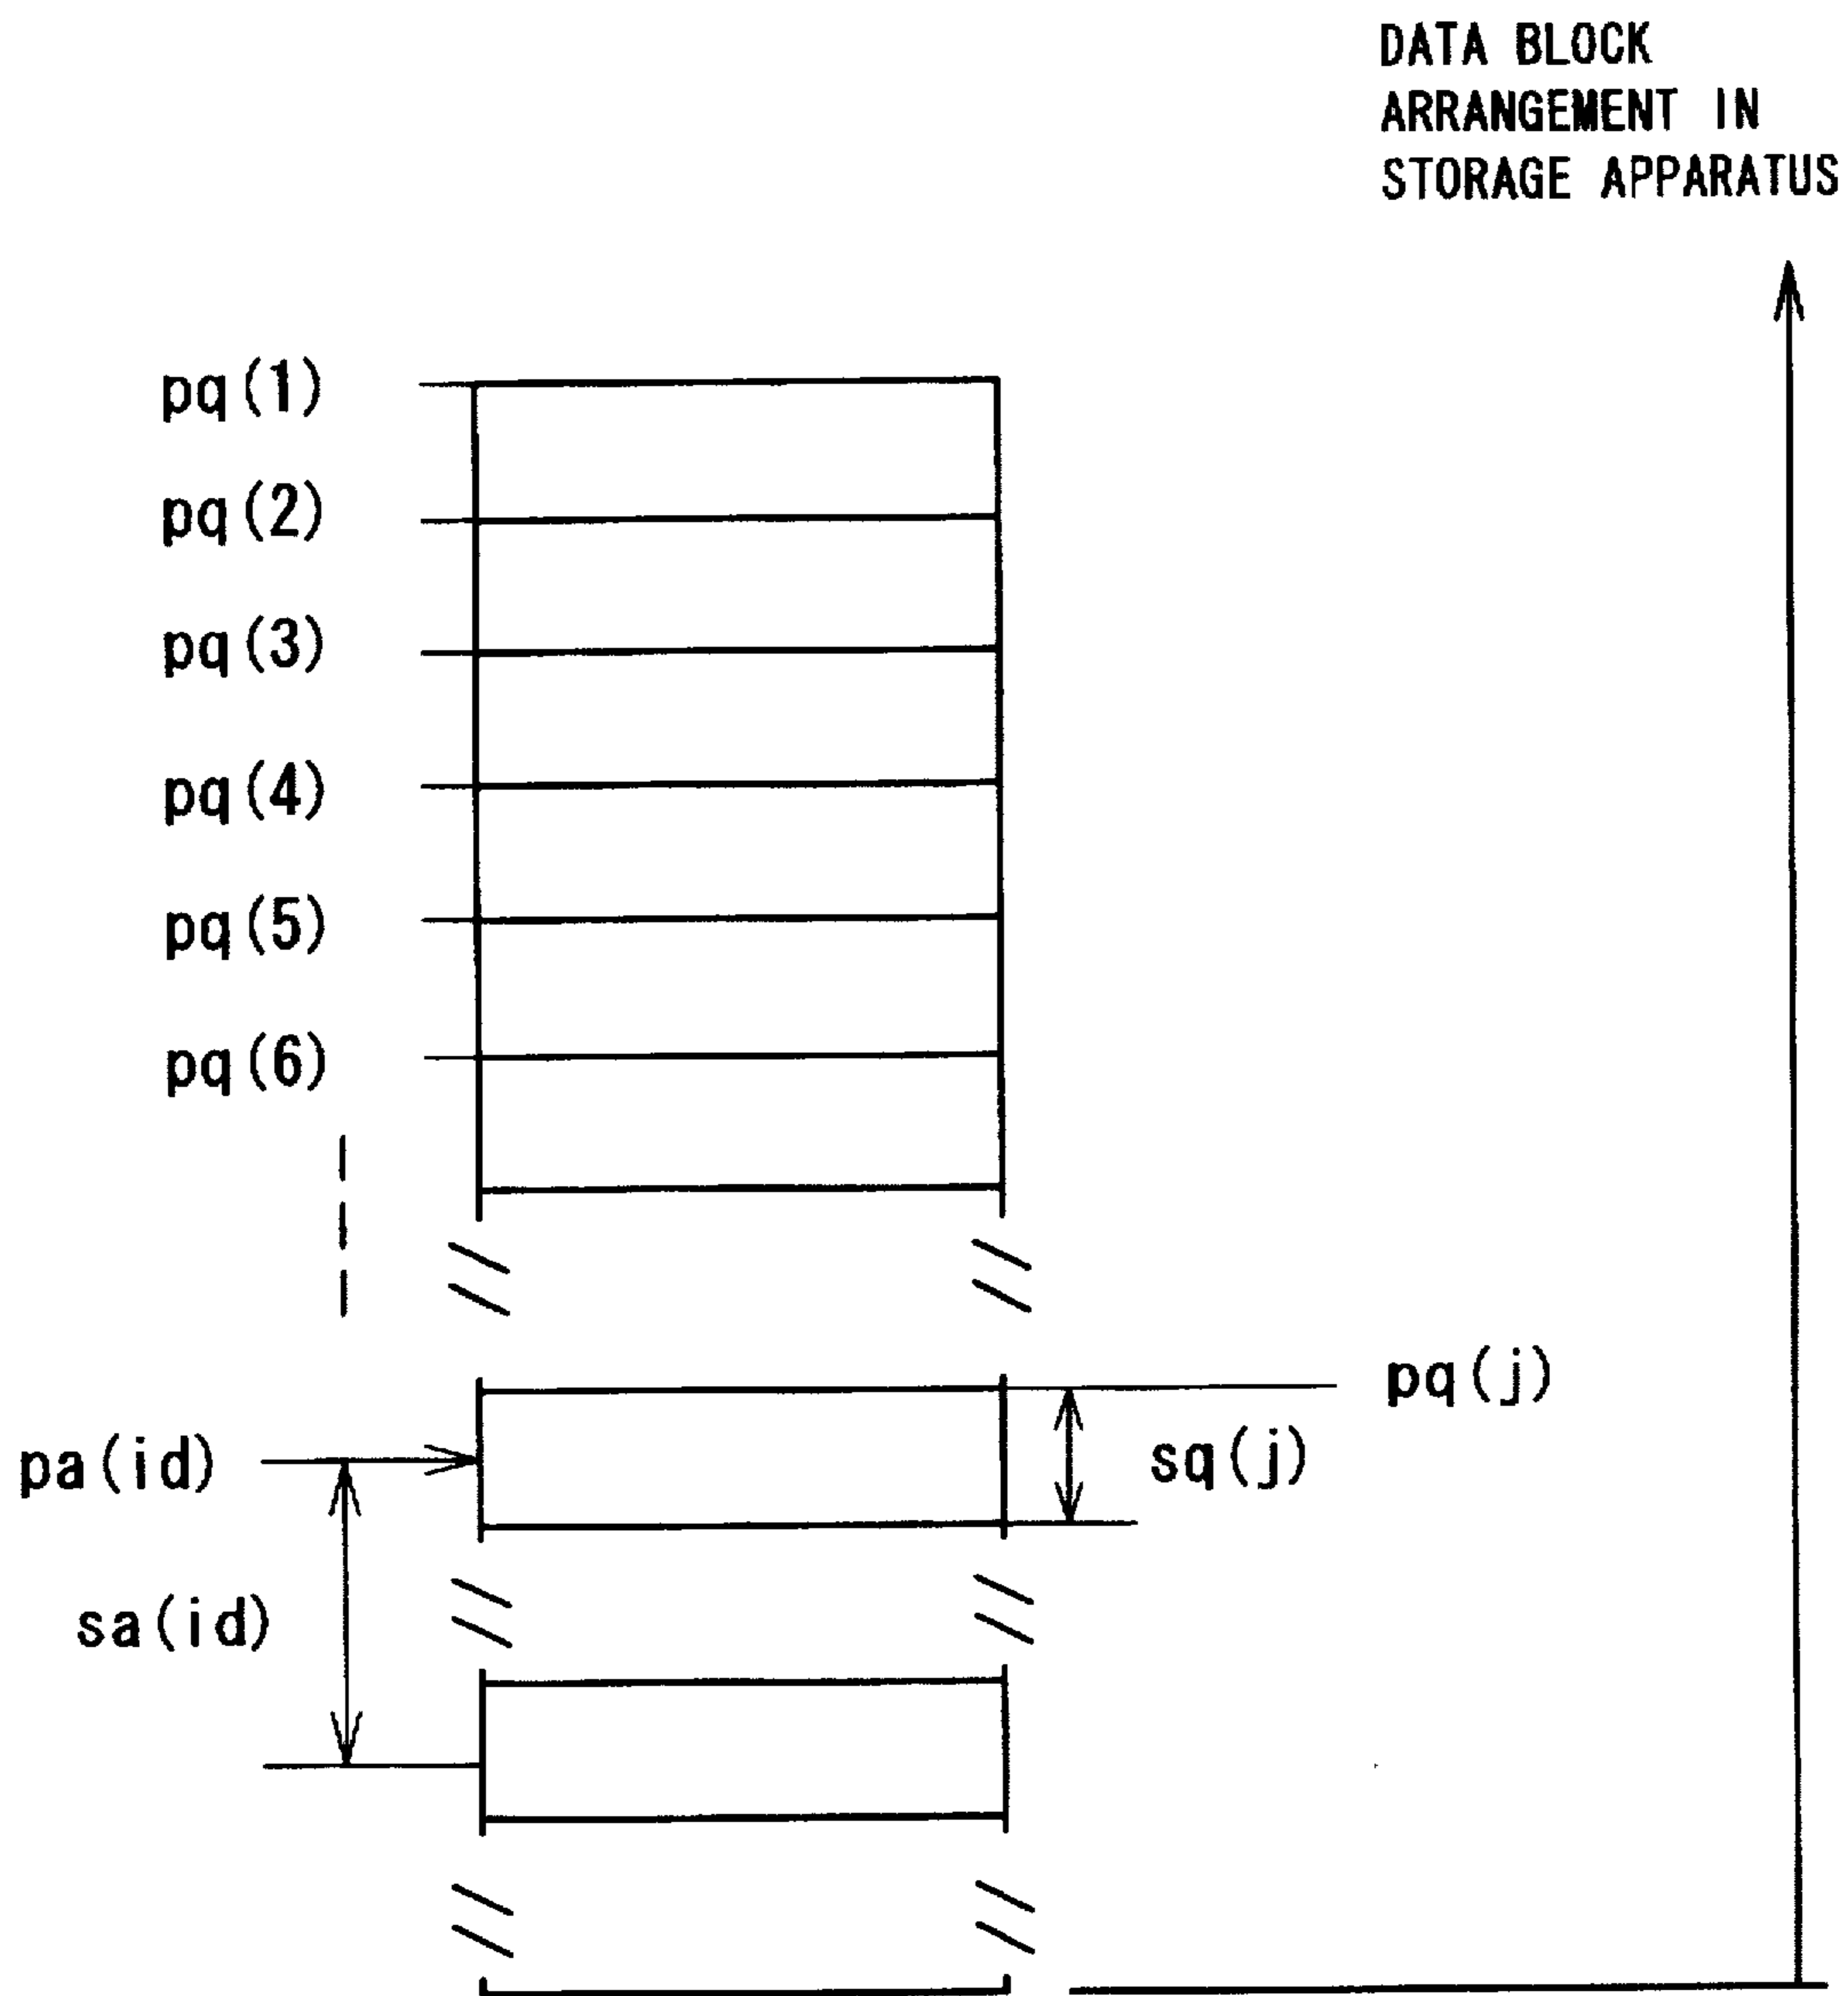 DATA BLOCK
ARRANGEMENT IN
STORAGE APPARATUS
pq(1)
pq(2)
pq(3)
pq(4)
pq(5)
pq(6)
pq(j)
pa(id)
sq(j)
sa(id)